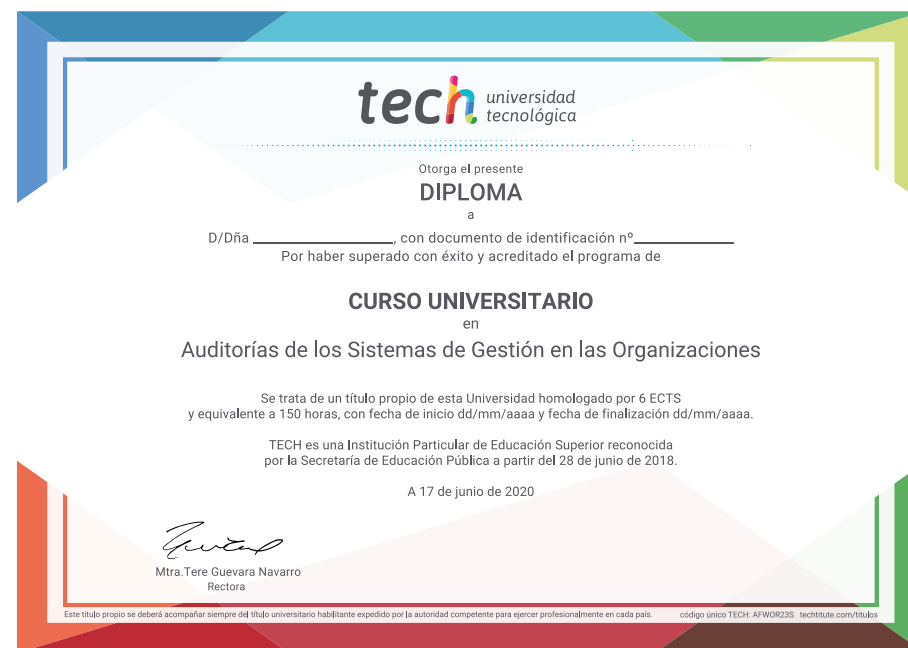 tech universidad
tecnológica
Otorga el presente
DIPLOMA
a
D/Dña ________________, con documento de identificación nº____________
Por haber superado con éxito y acreditado el programa de
CURSO UNIVERSITARIO
en
Auditorías de los Sistemas de Gestión en las Organizaciones
Se trata de un título propio de esta Universidad homologado por 6 ECTS
y equivalente a 150 horas, con fecha de inicio dd/mm/aaaa y fecha de finalización dd/mm/aaaa.
TECH es una Institución Particular de Educación Superior reconocida
por la Secretaría de Educación Pública a partir del 28 de junio de 2018.
A 17 de junio de 2020
Mtra.Tere Guevara Navarro
Rectora
Este título propio se deberá acompañar siempre del título universitario habilitante expedido por la autoridad competente para ejercer profesionalmente en cada país. código único TECH: AFWOR23S techtitute.com/titulos